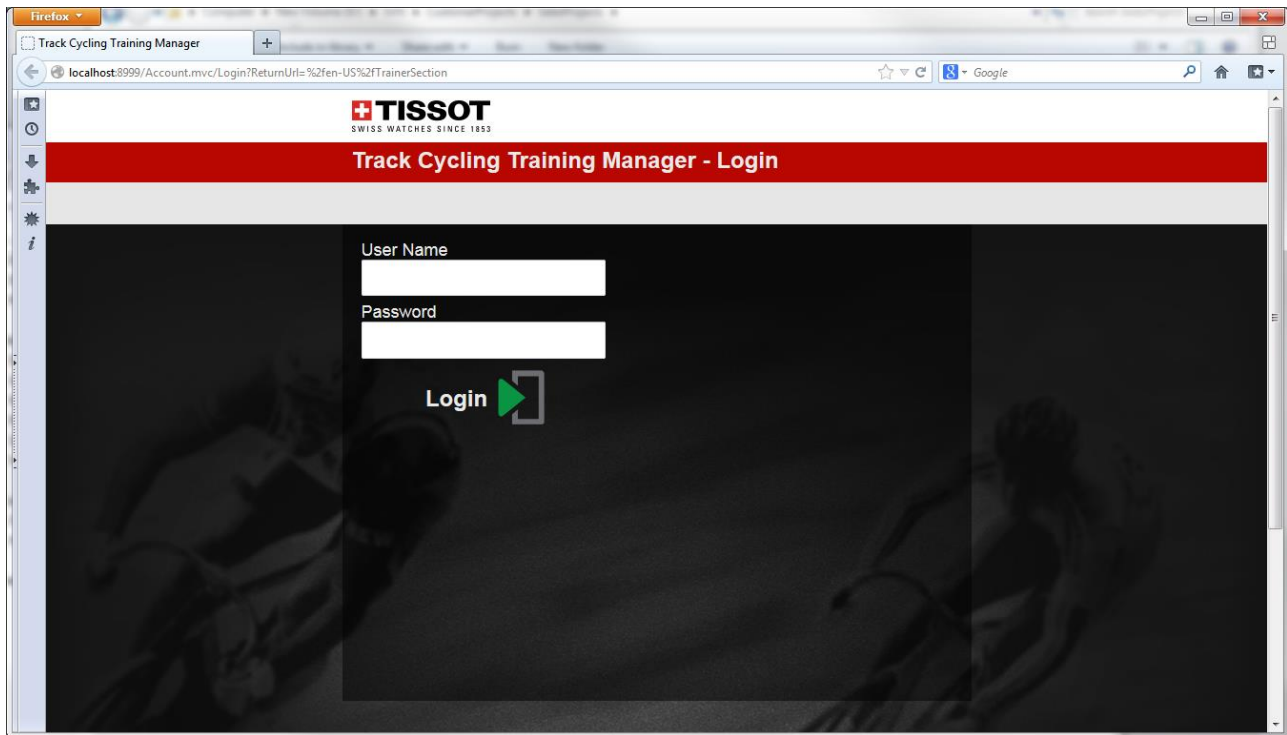 Firefox
Track Cycling Training Manager
localhost:8999/Account.mvc/Login?ReturnUrl=%2fen-US%2fTrainerSection
Google
TISSOT
SWISS WATCHES SINCE 1853
Track Cycling Training Manager - Login
User Name
Password
Login